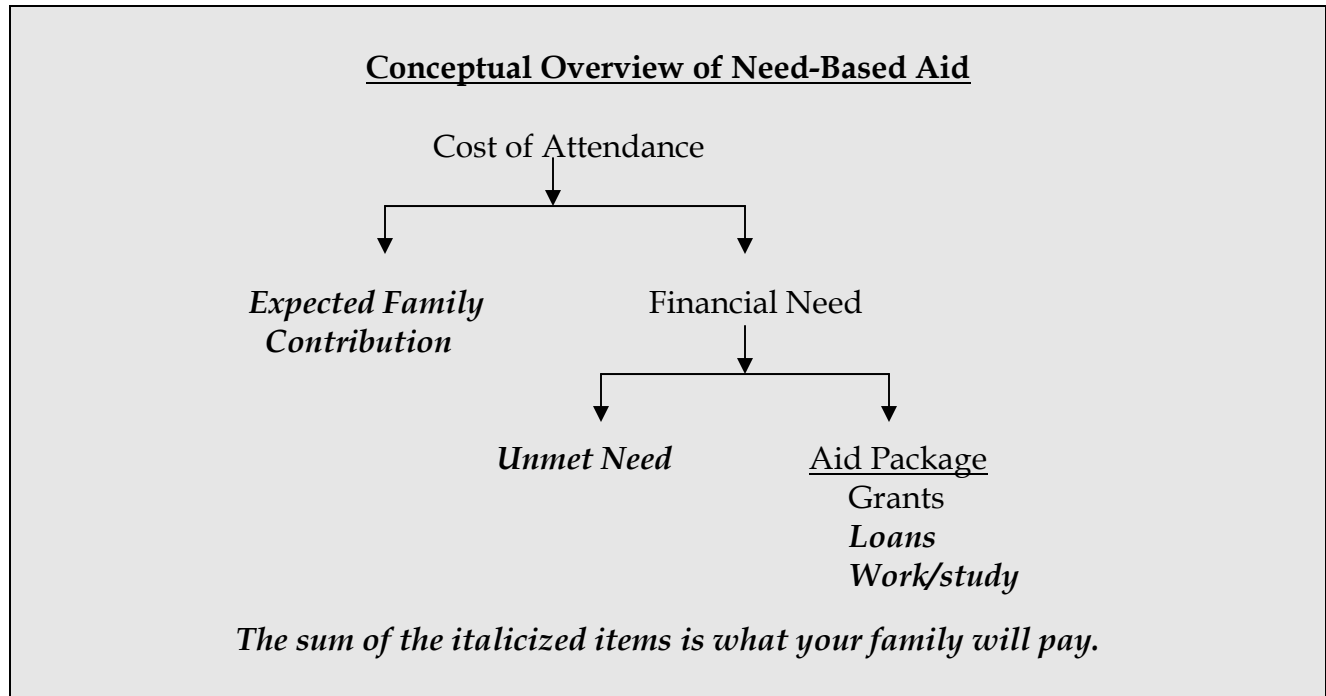 Conceptual Overview of Need-Based Aid
Cost of Attendance
Expected Family
Contribution
Financial Need
Unmet Need
Aid Package
Grants
Loans
Work/study
The sum of the italicized items is what your family will pay.